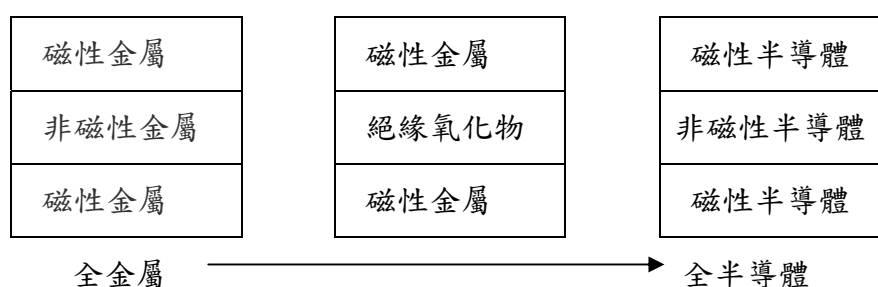 磁性金屬 磁性金屬 磁性半導體
非磁性金屬 絕緣氧化物 非磁性半導體
磁性金屬 磁性金屬 磁性半導體
全金屬 全半導體